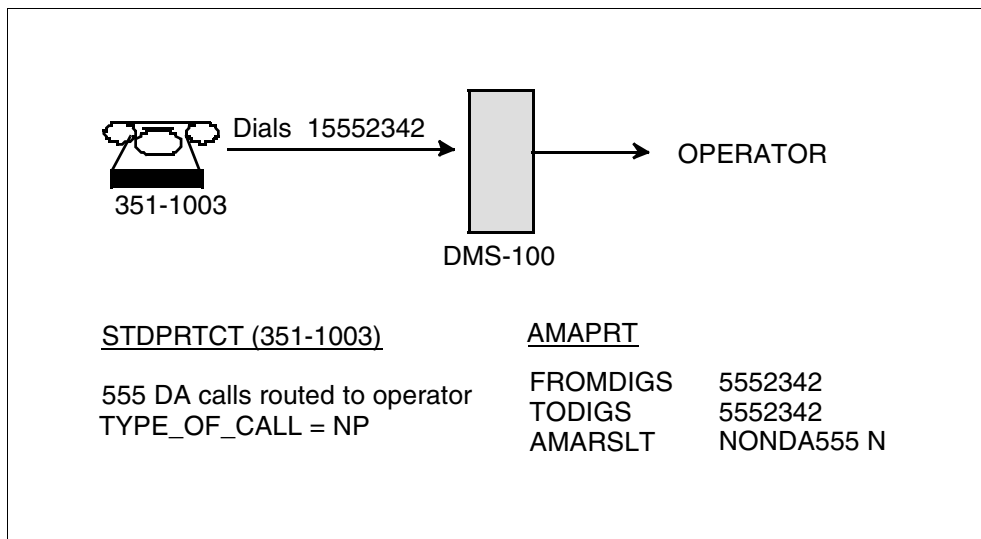 Dials 15552342
OPERATOR
351-1003
DMS-100
STDPRTCT (351-1003)
555 DA calls routed to operator
TYPE_OF_CALL = NP
AMAPRT
FROMDIGS 5552342
TODIGS 5552342
AMARSLT NONDA555 N